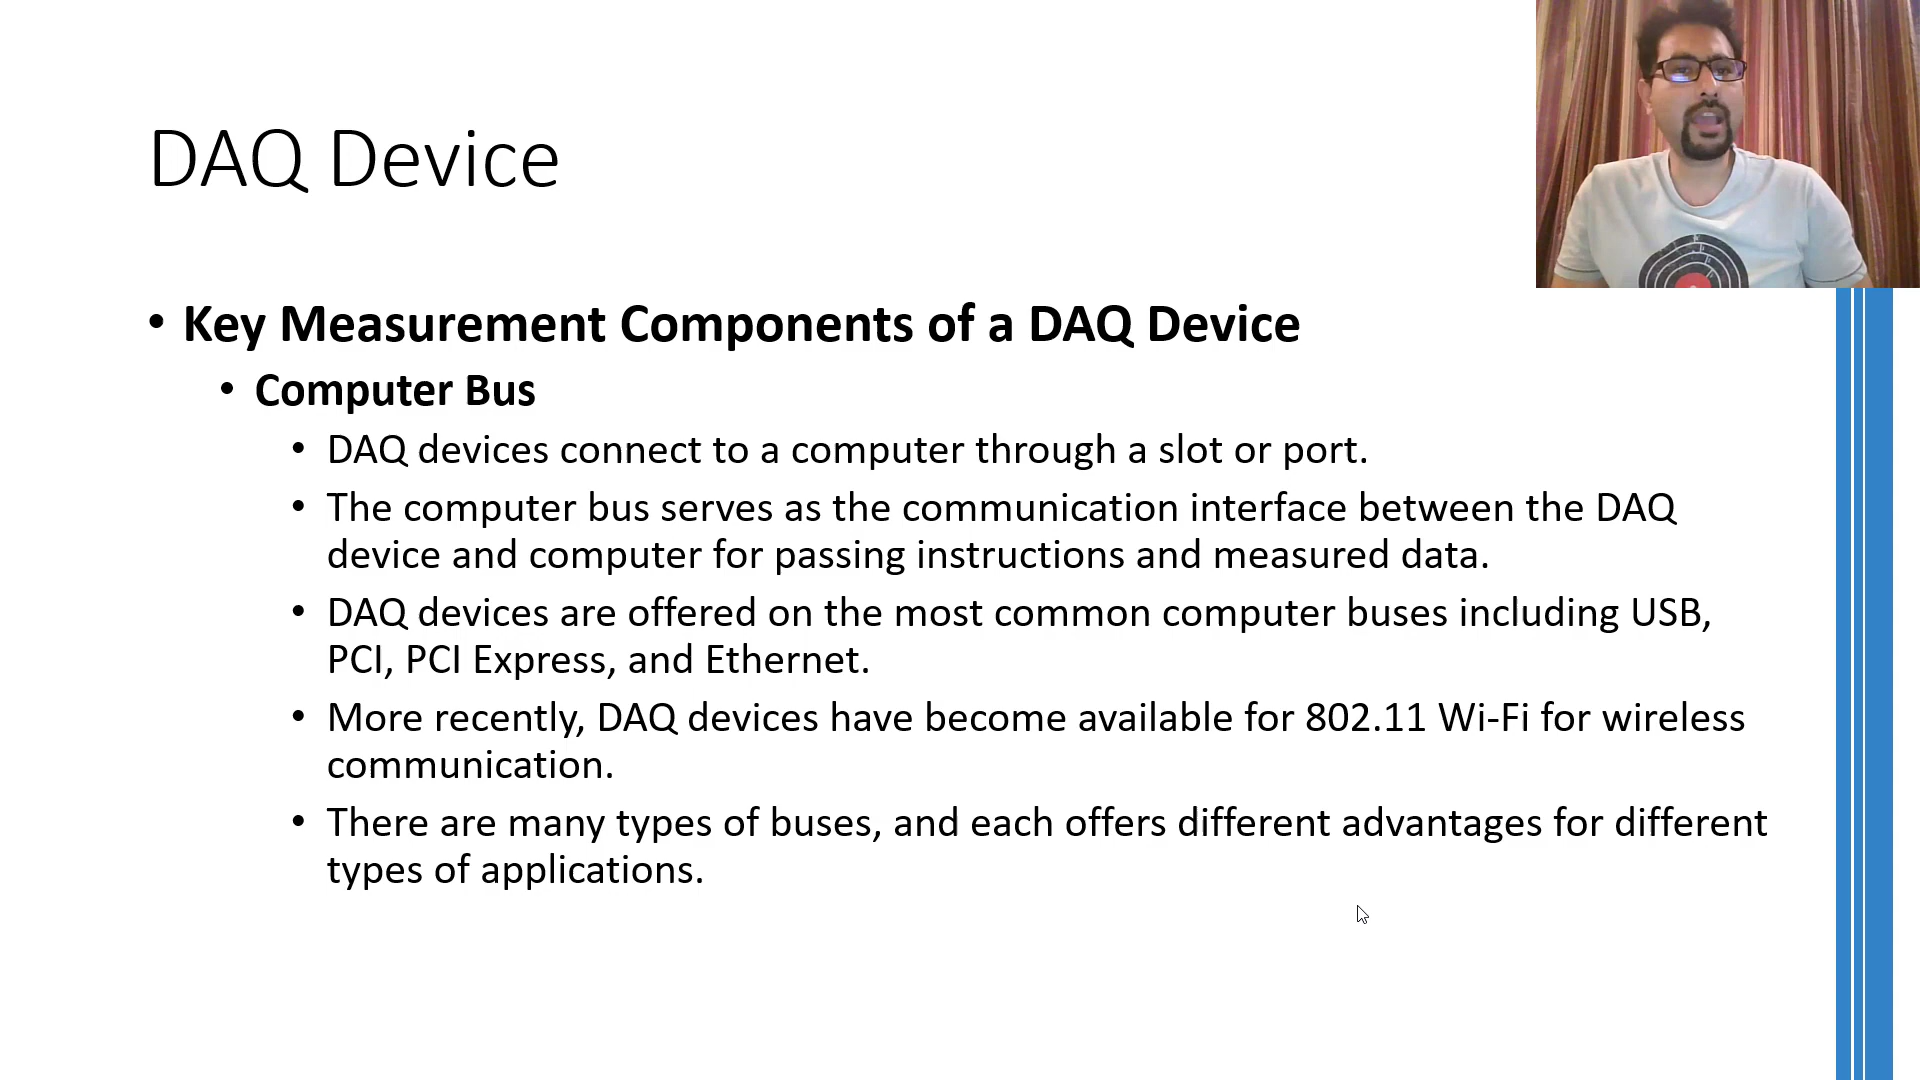 DAQ Device
• Key Measurement Components of a DAQ Device
• Computer Bus
• DAQ devices connect to a computer through a slot or port.
• The computer bus serves as the communication interface between the DAQ
device and computer for passing instructions and measured data.
• DAQ devices are offered on the most common computer buses including USB,
PCI, PCI Express, and Ethernet.
• More recently, DAQ devices have become available for 802.11 Wi-Fi for wireless
communication.
• There are many types of buses, and each offers different advantages for different
types of applications.